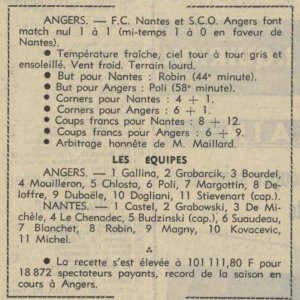 ANGERS. — F.C. Nantes et S.C.O. Angers font
match nul 1 à 1 (mi-temps 1 à 0 en faveur de
Nantes).
● Température fraîche, ciel tour à tour gris et
ensoleillé. Vent froid. Terrain lourd.
● But pour Nantes : Robin (44e minute).
● But pour Angers : Poli (58e minute).
● Corners pour Nantes : 4 + 1.
● Corners pour Angers : 6 + 1.
● Coups francs pour Nantes : 8 + 12.
● Coups francs pour Angers : 6 + 9.
● Arbitrage honnête de M. Maillard.
LES ÉQUIPES
ANGERS. — 1 Gallina, 2 Grobarcik, 3 Bourdel,
4 Mouilleron, 5 Chlosta, 6 Poli, 7 Margottin, 8 De-
loffre, 9 Dubaële, 10 Dogliani, 11 Stievenart (cap.).
NANTES. — 1 Castel, 2 Grabowski, 3 De Mi-
chèle, 4 Le Chenadec, 5 Budzinski (cap.), 6 Suaudeau,
7 Blanchet, 8 Robin, 9 Magny, 10 Kovacevic,
11 Michel.
● La recette s'est élevée à 101 111,80 F pour
18 872 spectateurs payants, record de la saison en
cours à Angers.